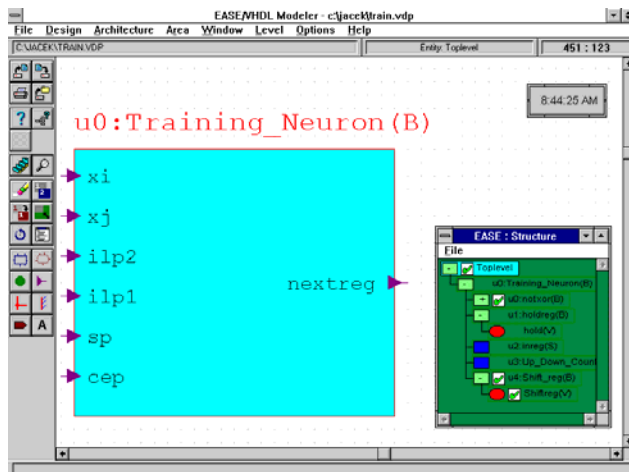 EASE/VHDL Modeler - c:\jacek\train.vdp
File Design Architecture Area Window Level Options Help
C:\JACEK\TRAIN.VDP Entity: Toplevel 451 : 123
8:44:25 AM
u0:Training_Neuron(B)
xi
xj
ilp2
ilp1
nextreg
sp
cep
EASE : Structure
File
Toplevel
u0:Training_Neuron(B)
u0:notxor(B)
u1:holdreg(B)
hold(V)
u2:inreg(S)
u3:Up_Down_Count
u4:Shift_reg(B)
Shiftreg(V)
A